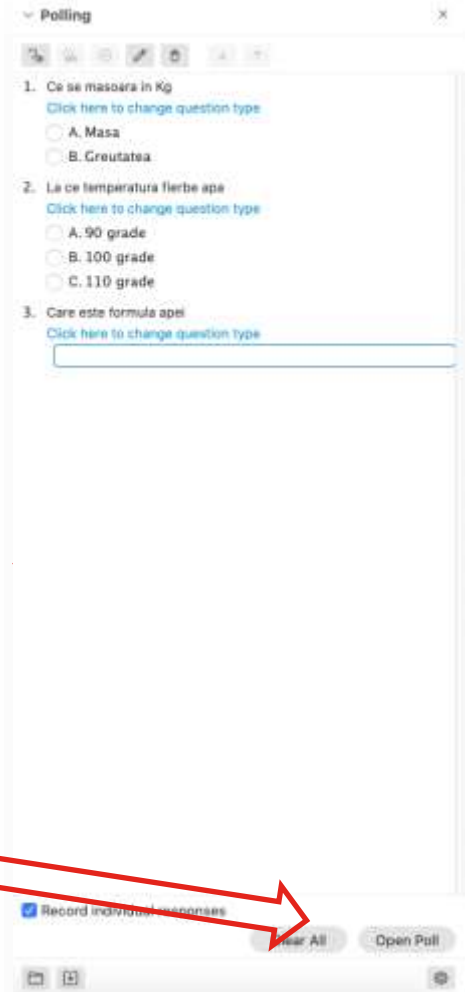 Polling
1. Ce se masoara in Kg
Click here to change question type
A. Masa
B. Greutatea
2. La ce temperatura fierbe apa
Click here to change question type
A. 90 grade
B. 100 grade
C. 110 grade
3. Care este formula apei
Click here to change question type
Record individual responses
Clear All Open Poll